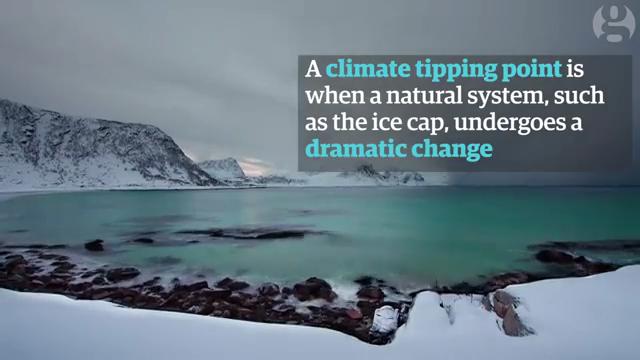 A climate tipping point is
when a natural system, such
as the ice cap, undergoes a
dramatic change